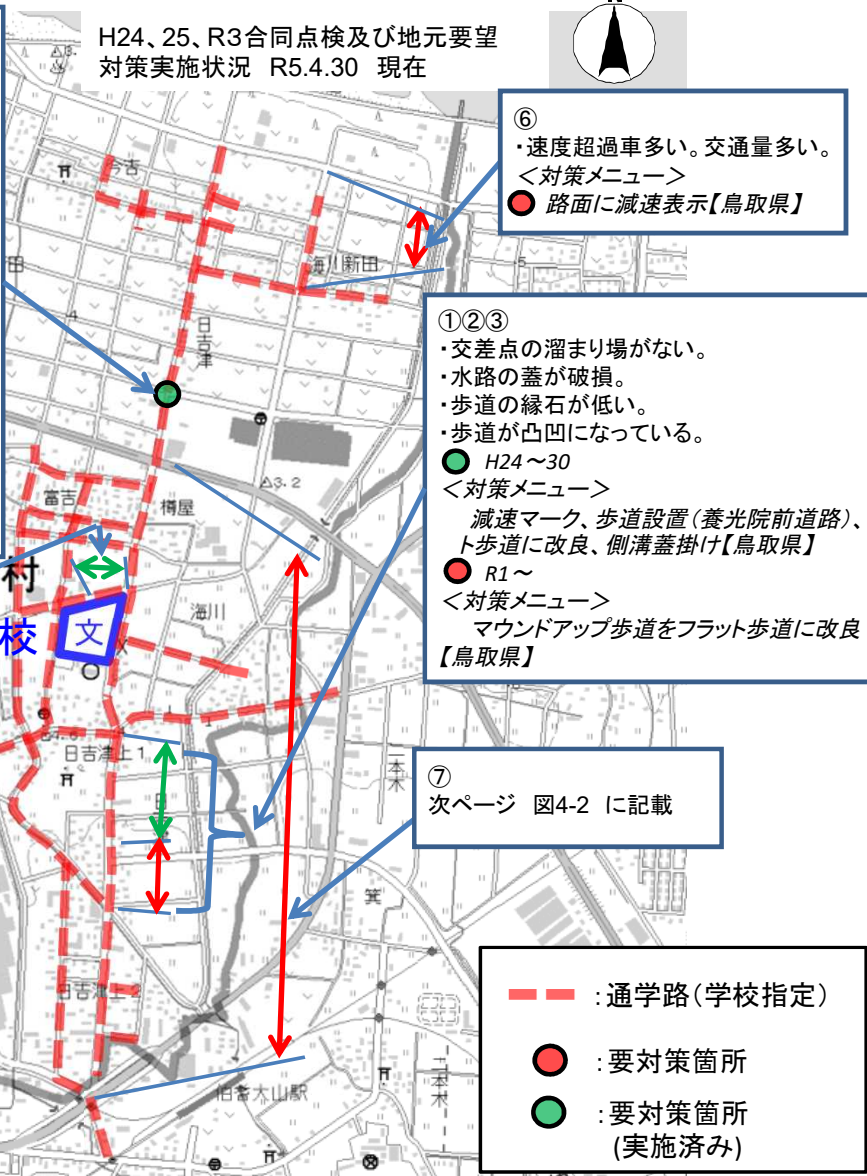 H24、25、R3合同点検及び地元要望
対策実施状況 R5.4.30 現在
N
⑥
・速度超過車多い。交通量多い。
＜対策メニュー＞
路面に減速表示【鳥取県】
今吉
海川新田
田
日吉津
①②③
・交差点の溜まり場がない。
・水路の蓋が破損。
・歩道の縁石が低い。
・歩道が凸凹になっている。
H24～30
＜対策メニュー＞
減速マーク、歩道設置（養光院前道路）、
ト歩道に改良、側溝蓋掛け【鳥取県】
R1～
＜対策メニュー＞
マウンドアップ歩道をフラット歩道に改良
【鳥取県】
△3.2
富吉
樽屋
村
海川
校
文
日吉津上1
二本木
⑦
次ページ 図4-2 に記載
箕
日吉津上2
伯耆大山駅
二本木
：通学路（学校指定）
：要対策箇所
：要対策箇所
（実施済み）